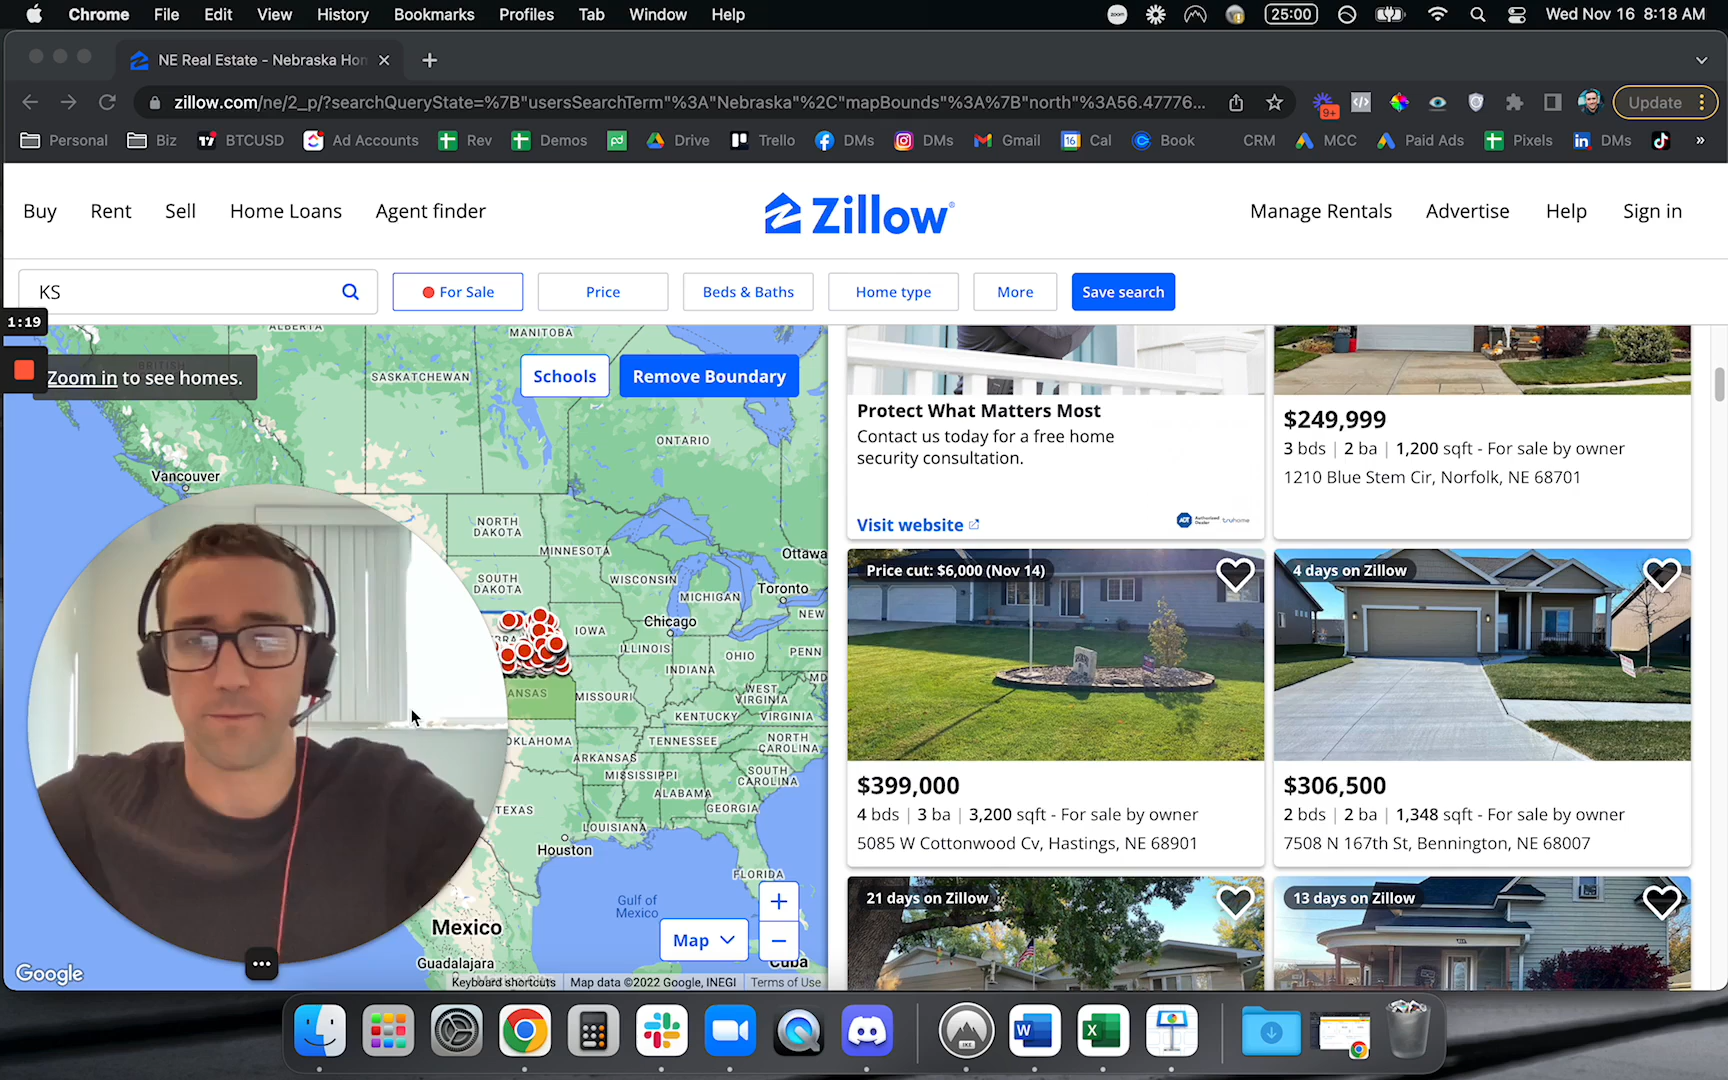 Chrome File Edit View History Bookmarks Profiles Tab Window Help
25:00 Wed Nov 16 8:18 AM
NE Real Estate - Nebraska Hom
zillow.com/ne/2_p/?searchQueryState=%7B"usersSearchTerm"%3A"Nebraska"%2C"mapBounds"%3A%7B"north"%3A56.47776...
9+
Update
Personal Biz BTCUSD Ad Accounts Rev Demos pd Drive Trello DMs DMs Gmail 16 Cal Book CRM MCC Paid Ads Pixels DMs »
Buy Rent Sell Home Loans Agent finder
Zillow
Manage Rentals Advertise Help Sign in
KS
For Sale Price Beds & Baths Home type More Save search
1:19
Zoom in to see homes.
Schools Remove Boundary
ALBERTA
MANITOBA
SASKATCHEWAN
ONTARIO
Vancouver
NORTH
DAKOTA
MINNESOTA
Ottawa
SOUTH
DAKOTA
WISCONSIN
MICHIGAN
Toronto
NEW
IOWA
Chicago
ILLINOIS
INDIANA
OHIO
PENN
MD
ANSAS
MISSOURI
WEST
VIRGINIA
KENTUCKY
VIRGINIA
OKLAHOMA
TENNESSEE
NORTH
CAROLINA
ARKANSAS
MISSISSIPPI
SOUTH
CAROLINA
ALABAMA
TEXAS
GEORGIA
LOUISIANA
Houston
FLORIDA
Gulf of
Mexico
Mexico
Map
Guadalajara
Cuba
Google
Keyboard shortcuts Map data ©2022 Google, INEGI Terms of Use
Protect What Matters Most
Contact us today for a free home
security consultation.
Visit website
ADT
$249,999
3 bds | 2 ba | 1,200 sqft - For sale by owner
1210 Blue Stem Cir, Norfolk, NE 68701
Price cut: $6,000 (Nov 14)
$399,000
4 bds | 3 ba | 3,200 sqft - For sale by owner
5085 W Cottonwood Cv, Hastings, NE 68901
4 days on Zillow
$306,500
2 bds | 2 ba | 1,348 sqft - For sale by owner
7508 N 167th St, Bennington, NE 68007
21 days on Zillow
13 days on Zillow